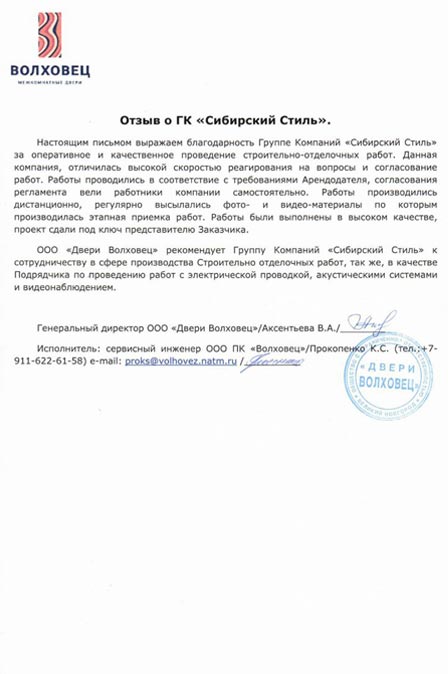 ВОЛХОВЕЦ
МЕЖКОМНАТНЫЕ ДВЕРИ
Отзыв о ГК «Сибирский Стиль».
Настоящим письмом выражаем благодарность Группе Компаний «Сибирский Стиль»
за оперативное и качественное проведение строительно-отделочных работ. Данная
компания, отличилась высокой скоростью реагирования на вопросы и согласование
работ. Работы проводились в соответствие с требованиями Арендодателя, согласования
регламента вели работники компании самостоятельно. Работы производились
дистанционно, регулярно высылались фото- и видео-материалы по которым
производилась этапная приемка работ. Работы были выполнены в высоком качестве,
проект сдали под ключ представителю Заказчика.
ООО «Двери Волховец» рекомендует Группу Компаний «Сибирский Стиль» к
сотрудничеству в сфере производства Строительно отделочных работ, так же, в качестве
Подрядчика по проведению работ с электрической проводкой, акустическими системами
и видеонаблюдением.
Генеральный директор ООО «Двери Волховец»/Аксентьева В.А./
Исполнитель: сервисный инженер ООО ПК «Волховец»/Прокопенко К.С. (тел.:+7-
911-622-61-58) e-mail: proks@volhovez.natm.ru /
«ДВЕРИ
ВОЛХОВЕЦ»